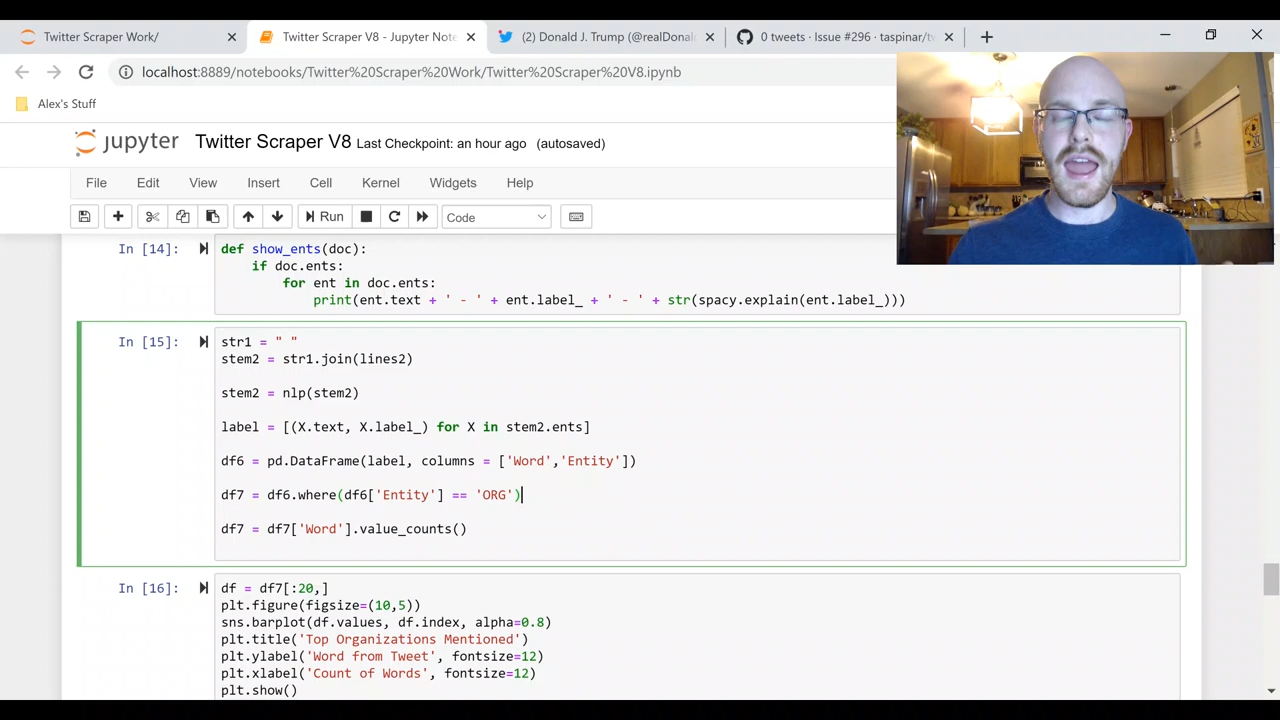 Twitter Scraper Work/
Twitter Scraper V8 - Jupyter Note
(2) Donald J. Trump (@realDonal
0 tweets · Issue #296 · taspinar/tw
localhost:8889/notebooks/Twitter%20Scraper%20Work/Twitter%20Scraper%20V8.ipynb
Alex's Stuff
jupyter Twitter Scraper V8 Last Checkpoint: an hour ago (autosaved)
File Edit View Insert Cell Kernel Widgets Help
Run Code
In [14]: def show_ents(doc):
if doc.ents:
for ent in doc.ents:
print(ent.text + ' - ' + ent.label_ + ' - ' + str(spacy.explain(ent.label_)))
In [15]: str1 = " "
stem2 = str1.join(lines2)
stem2 = nlp(stem2)
label = [(X.text, X.label_) for X in stem2.ents]
df6 = pd.DataFrame(label, columns = ['Word','Entity'])
df7 = df6.where(df6['Entity'] == 'ORG')
df7 = df7['Word'].value_counts()
In [16]: df = df7[:20,]
plt.figure(figsize=(10,5))
sns.barplot(df.values, df.index, alpha=0.8)
plt.title('Top Organizations Mentioned')
plt.ylabel('Word from Tweet', fontsize=12)
plt.xlabel('Count of Words', fontsize=12)
plt.show()